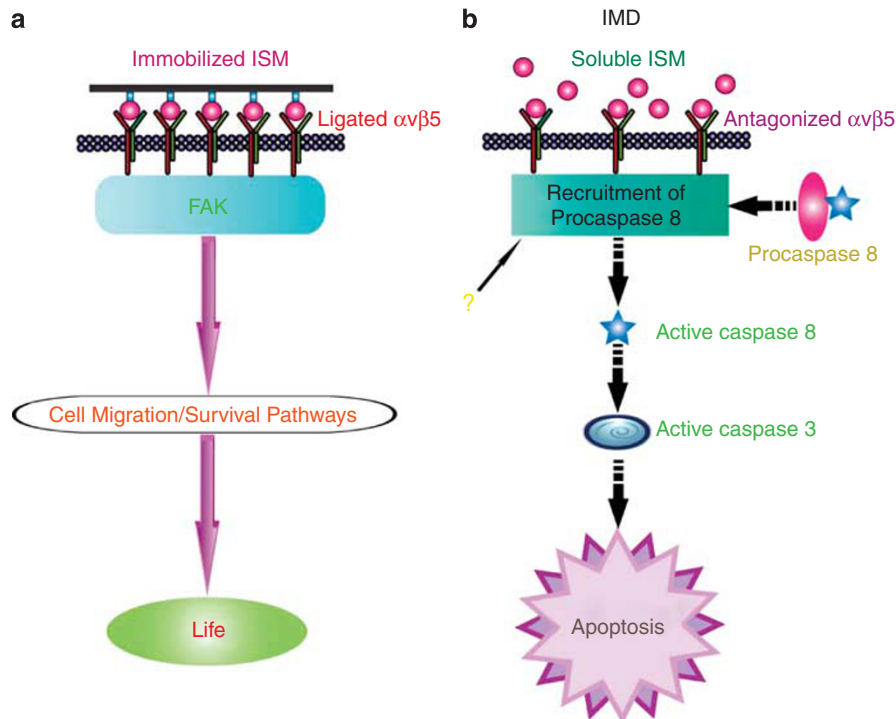 a
Immobilized ISM
Ligated αvβ5
FAK
Cell Migration/Survival Pathways
Life
b
IMD
Soluble ISM
Antagonized αvβ5
Recruitment of
Procaspase 8
Procaspase 8
?
Active caspase 8
Active caspase 3
Apoptosis